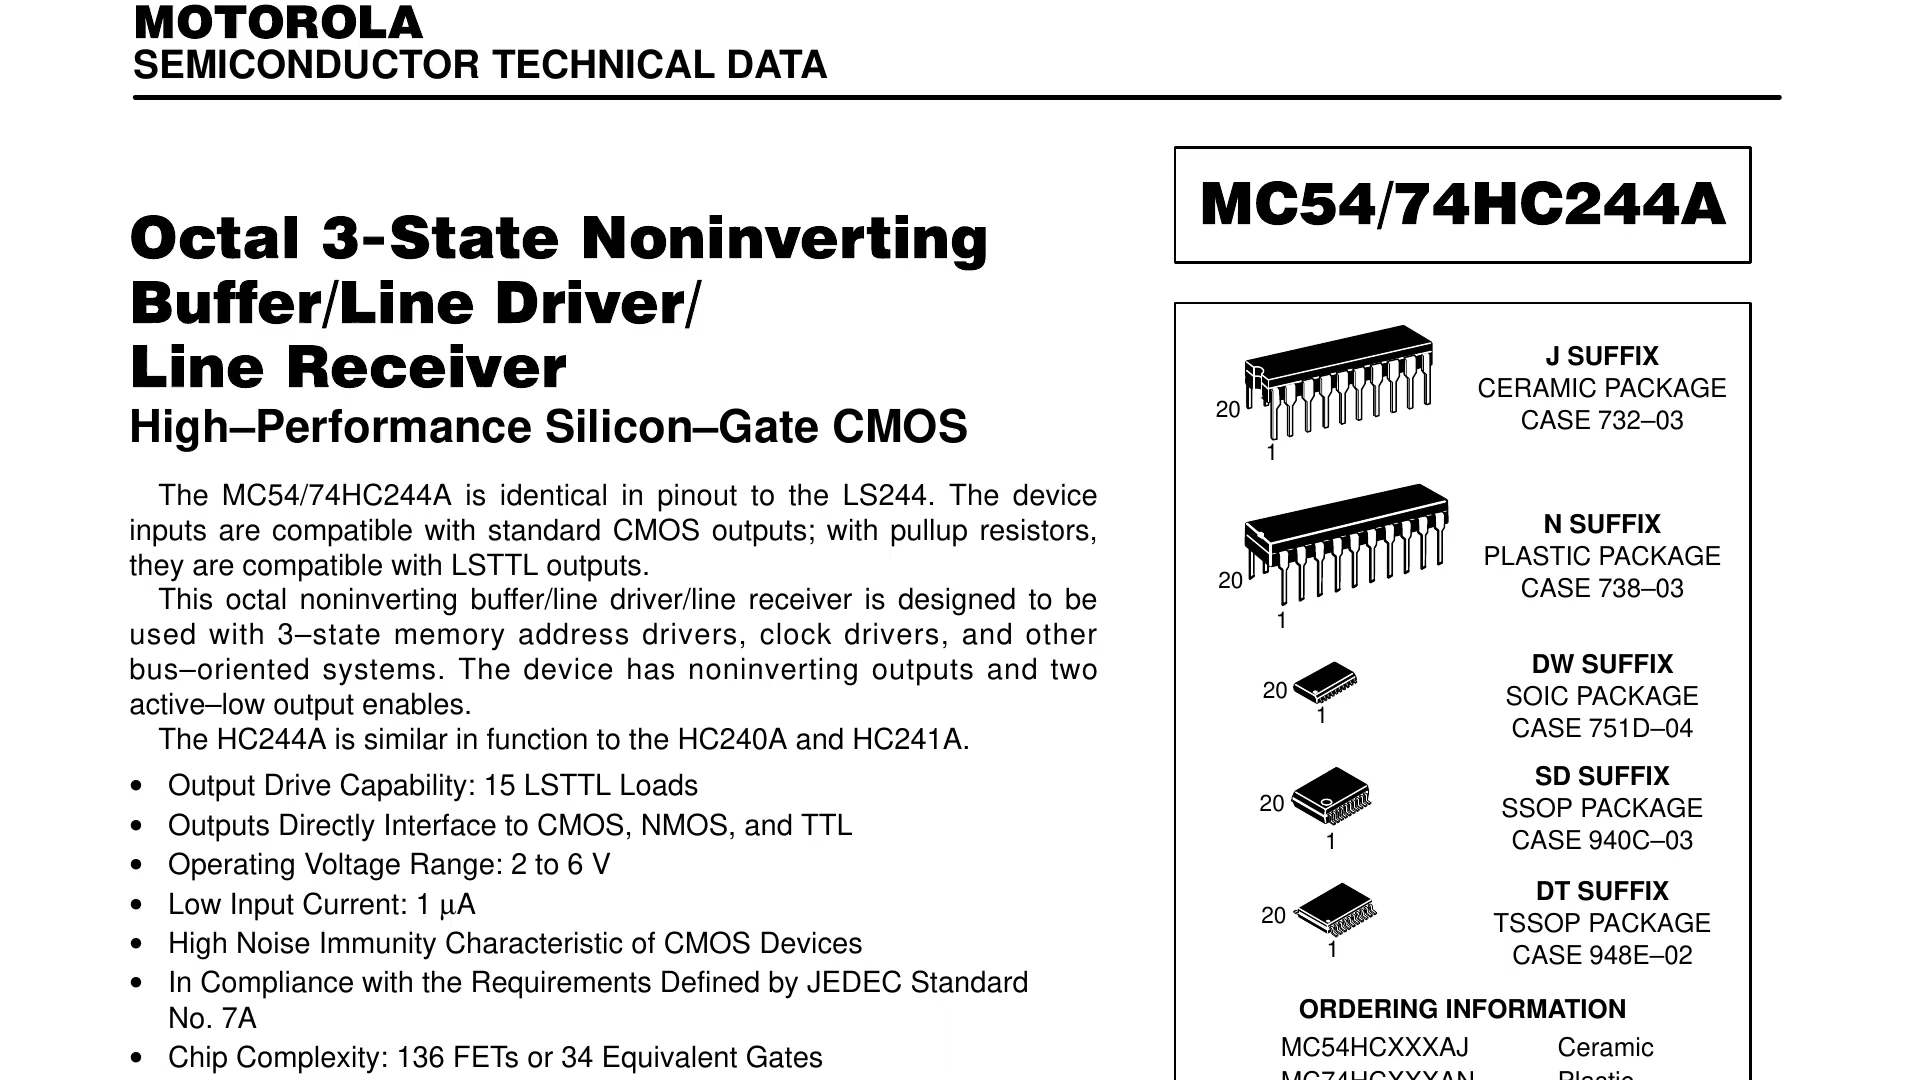 MOTOROLA
SEMICONDUCTOR TECHNICAL DATA
MC54/74HC244A
Octal 3-State Noninverting
Buffer/Line Driver/
Line Receiver
High–Performance Silicon–Gate CMOS
The MC54/74HC244A is identical in pinout to the LS244. The device
inputs are compatible with standard CMOS outputs; with pullup resistors,
they are compatible with LSTTL outputs.
This octal noninverting buffer/line driver/line receiver is designed to be
used with 3–state memory address drivers, clock drivers, and other
bus–oriented systems. The device has noninverting outputs and two
active–low output enables.
The HC244A is similar in function to the HC240A and HC241A.
• Output Drive Capability: 15 LSTTL Loads
• Outputs Directly Interface to CMOS, NMOS, and TTL
• Operating Voltage Range: 2 to 6 V
• Low Input Current: 1 µA
• High Noise Immunity Characteristic of CMOS Devices
• In Compliance with the Requirements Defined by JEDEC Standard
No. 7A
• Chip Complexity: 136 FETs or 34 Equivalent Gates
J SUFFIX
CERAMIC PACKAGE
CASE 732–03
20
1
N SUFFIX
PLASTIC PACKAGE
CASE 738–03
20
1
DW SUFFIX
SOIC PACKAGE
CASE 751D–04
20
1
SD SUFFIX
SSOP PACKAGE
CASE 940C–03
20
1
DT SUFFIX
TSSOP PACKAGE
CASE 948E–02
20
1
ORDERING INFORMATION
MC54HCXXXAJ Ceramic
MC74HCXXXAN Plastic